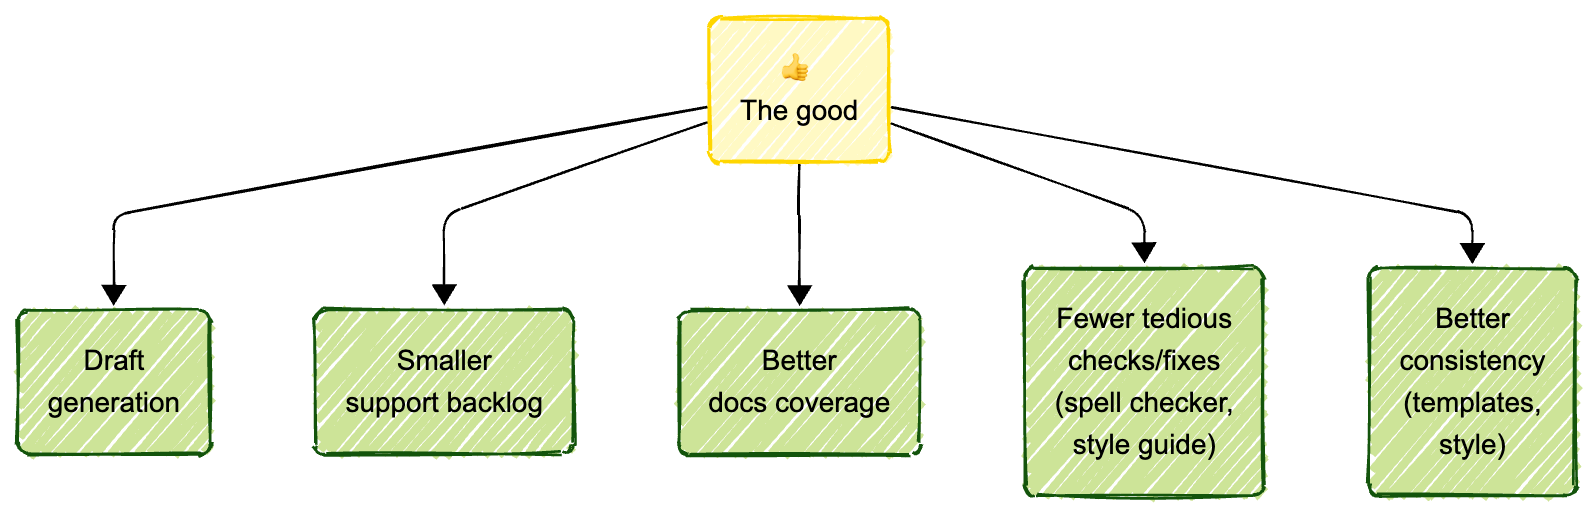 👍
The good
Draft
generation
Smaller
support backlog
Better
docs coverage
Fewer tedious
checks/fixes
(spell checker,
style guide)
Better
consistency
(templates,
style)